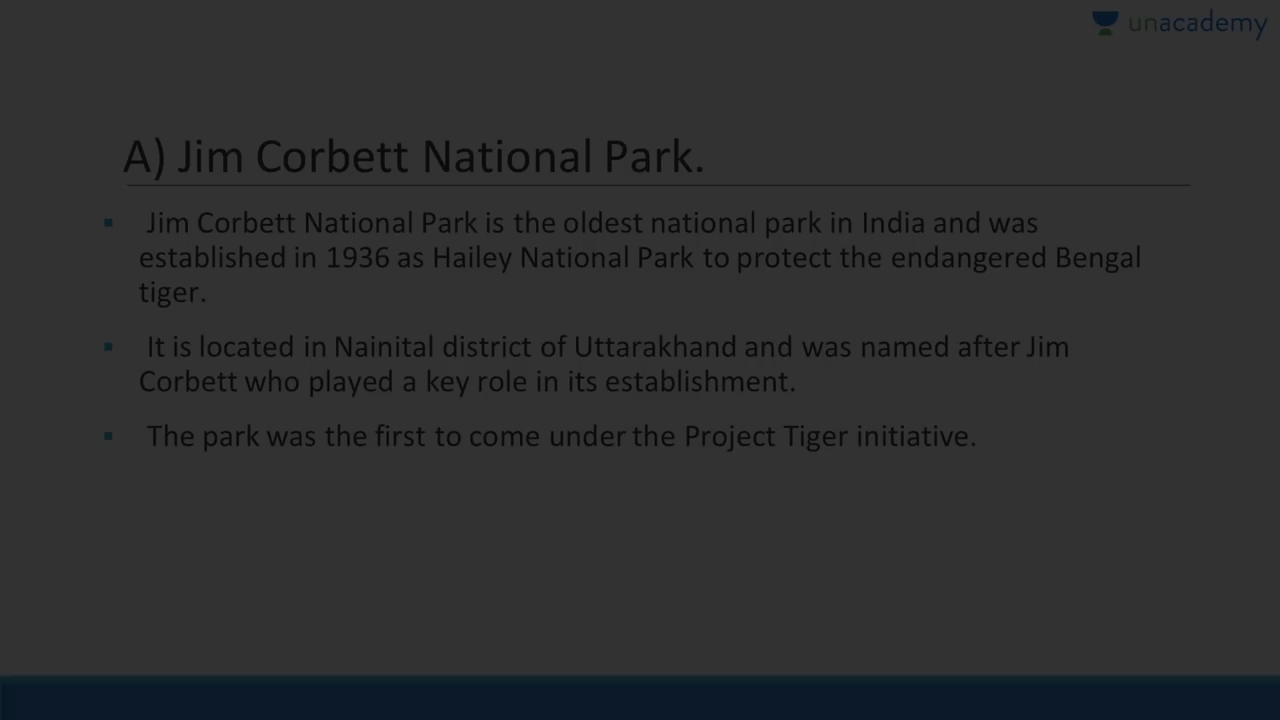 unacademy
A) Jim Corbett National Park.
Jim Corbett National Park is the oldest national park in India and was
established in 1936 as Hailey National Park to protect the endangered Bengal
tiger.
It is located in Nainital district of Uttarakhand and was named after Jim
Corbett who played a key role in its establishment.
The park was the first to come under the Project Tiger initiative.